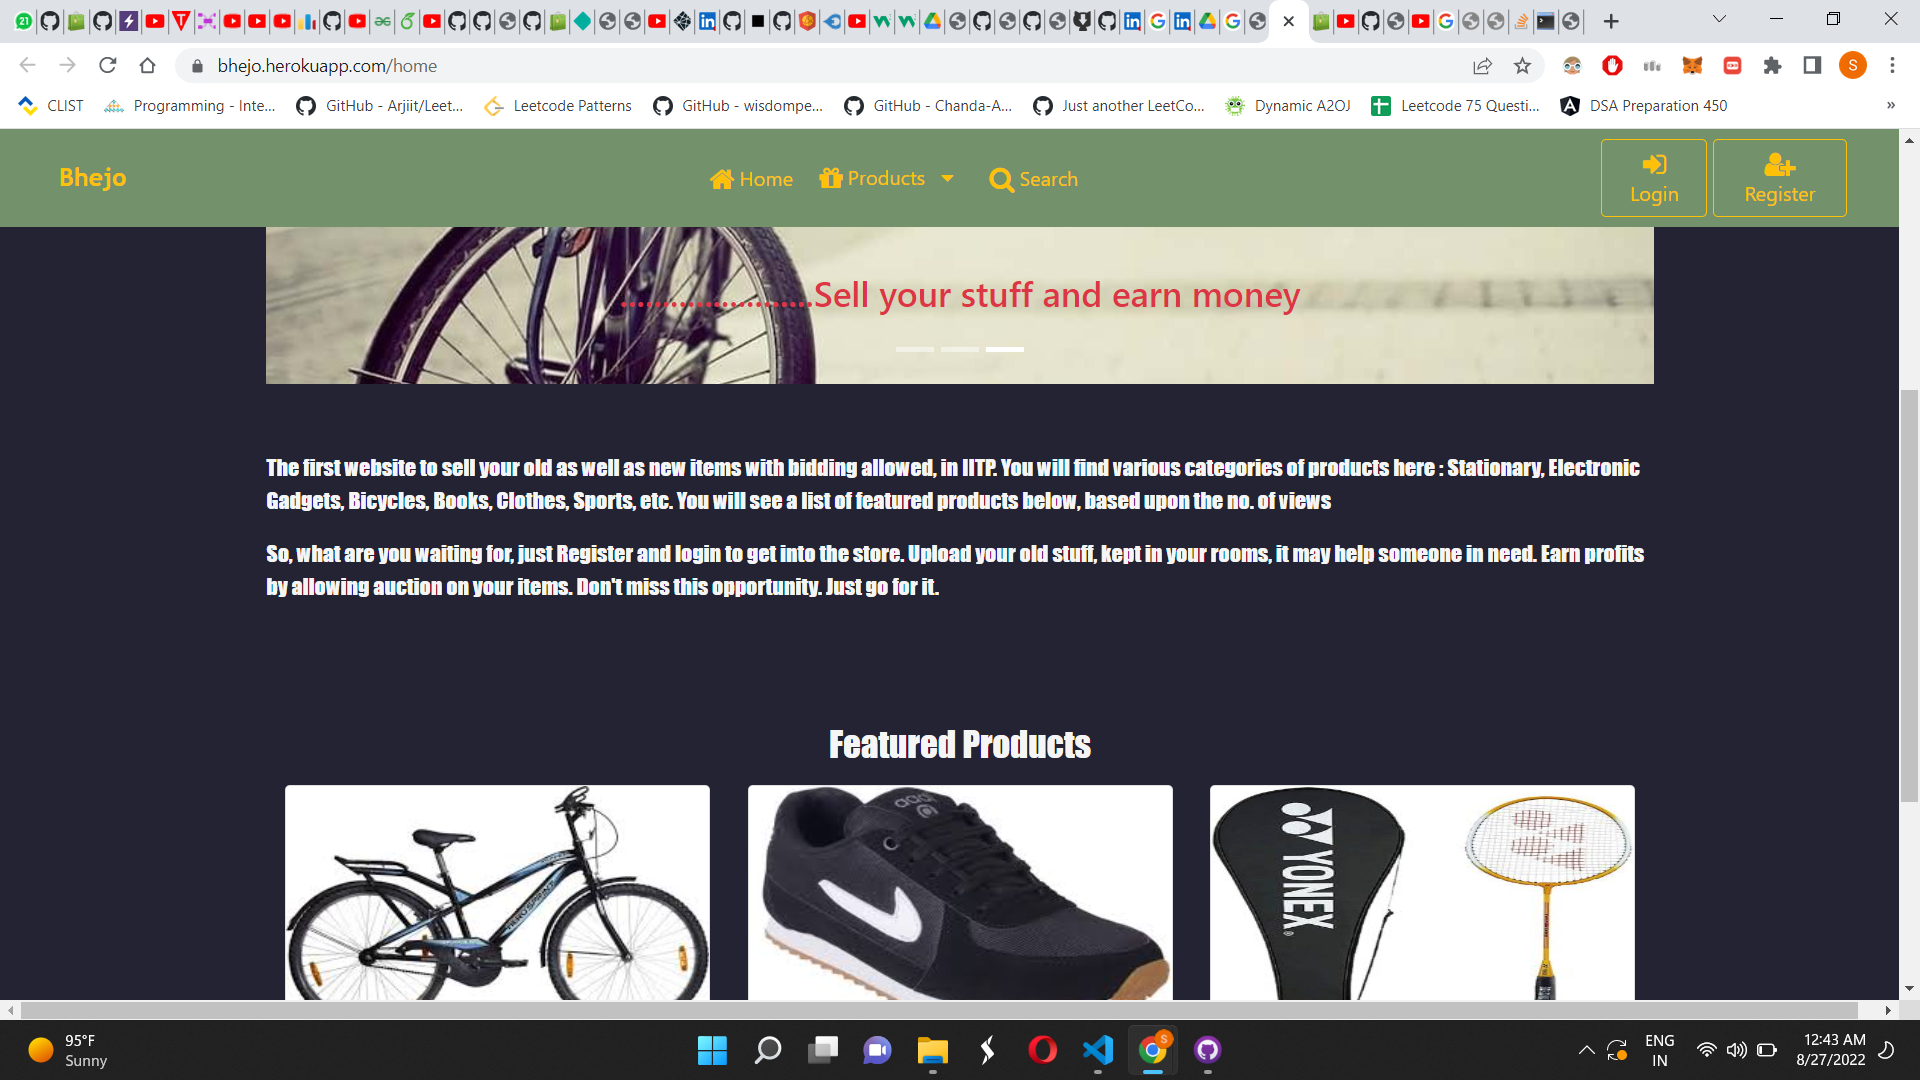 21
bhejo.herokuapp.com/home
S
CLIST
Programming - Inte...
GitHub - Arjiit/Leet...
Leetcode Patterns
GitHub - wisdompe...
GitHub - Chanda-A...
Just another LeetCo...
Dynamic A2OJ
Leetcode 75 Questi...
DSA Preparation 450
»
Bhejo
Home
Products
Search
Login
Register
Sell your stuff and earn money
The first website to sell your old as well as new items with bidding allowed, in IITP. You will find various categories of products here : Stationary, Electronic
Gadgets, Bicycles, Books, Clothes, Sports, etc. You will see a list of featured products below, based upon the no. of views
So, what are you waiting for, just Register and login to get into the store. Upload your old stuff, kept in your rooms, it may help someone in need. Earn profits
by allowing auction on your items. Don't miss this opportunity. Just go for it.
Featured Products
YONEX
95°F
Sunny
S
ENG
IN
12:43 AM
8/27/2022